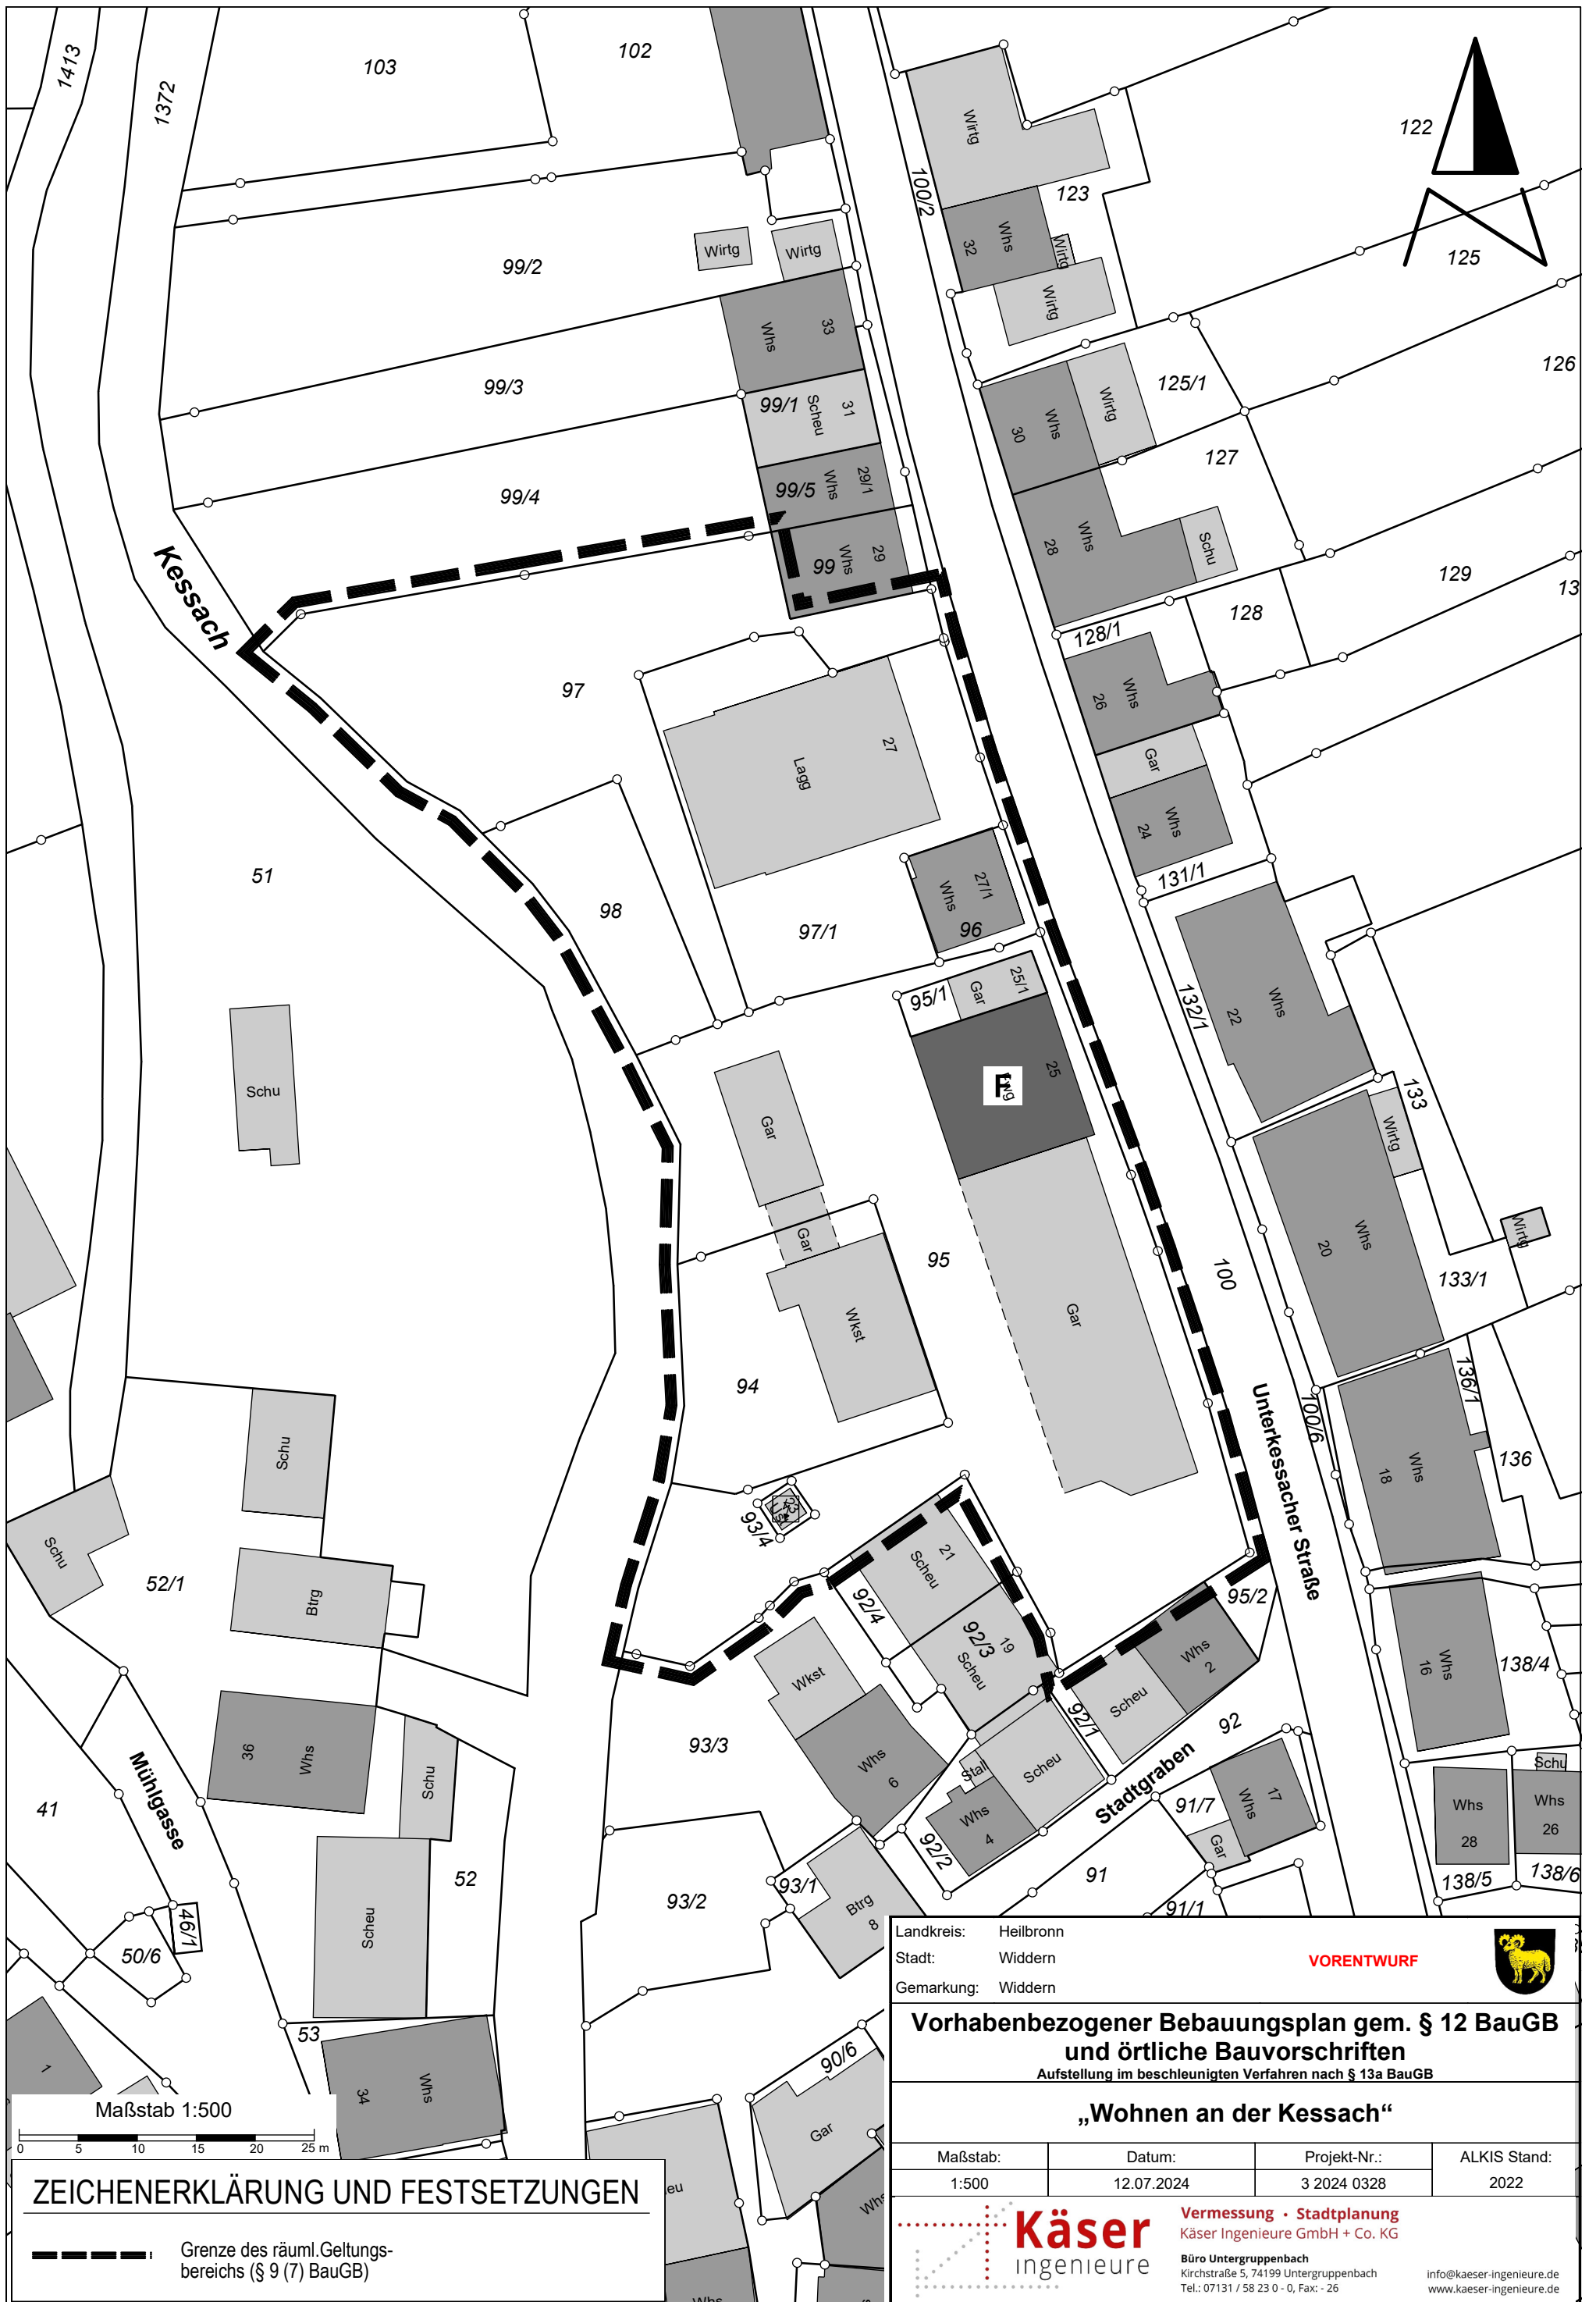 1413
1372
103
102
122
Wirtg
100/2
123
32
Whs
Wirtg
Wirtg
125
Wirtg
Wirtg
99/2
33
Whs
99/3
99/1
Scheu
31
125/1
126
30
Whs
Wirtg
127
99/4
99/5
Whs
29/1
28
Whs
Schu
Kessach
99
Whs
29
129
13
128
128/1
97
26
Whs
27
Lagg
Gar
24
Whs
51
98
131/1
97/1
Whs
27/1
96
95/1
Gar
25/1
132/1
22
Whs
Schu
F
25
133
Gar
Wirtg
Gar
95
20
Whs
Wirtg
100
133/1
Wkst
Gar
94
Unterkessacher Straße
100/6
136/1
136
Schu
18
Whs
Schu
93/4
23
21
Scheu
52/1
Btrg
92/4
92/3
19
Scheu
95/2
Whs
2
Scheu
16
Whs
138/4
Wkst
92/1
92
93/3
Whs
6
Stall
Scheu
Stadtgraben
36
Whs
Schu
Mühlgasse
41
Whs
4
92/2
91/7
Whs
17
Gar
Schu
Whs
28
Whs
26
52
93/2
93/1
Btrg
8
91
91/1
138/5
138/6
46/1
50/6
Scheu
53
1
34
Whs
90/6
Gar
eu
Whs
Whs
Maßstab 1:500
0 5 10 15 20 25 m
ZEICHENERKLÄRUNG UND FESTSETZUNGEN
Grenze des räuml.Geltungs-
bereichs (§ 9 (7) BauGB)
Landkreis: Heilbronn
Stadt: Widdern
VORENTWURF
Gemarkung: Widdern
Vorhabenbezogener Bebauungsplan gem. § 12 BauGB
und örtliche Bauvorschriften
Aufstellung im beschleunigten Verfahren nach § 13a BauGB
„Wohnen an der Kessach“
Maßstab: Datum: Projekt-Nr.: ALKIS Stand:
1:500 12.07.2024 3 2024 0328 2022
Käser
ingenieure
Vermessung • Stadtplanung
Käser Ingenieure GmbH + Co. KG
Büro Untergruppenbach
Kirchstraße 5, 74199 Untergruppenbach
Tel.: 07131 / 58 23 0 - 0, Fax: - 26
info@kaeser-ingenieure.de
www.kaeser-ingenieure.de